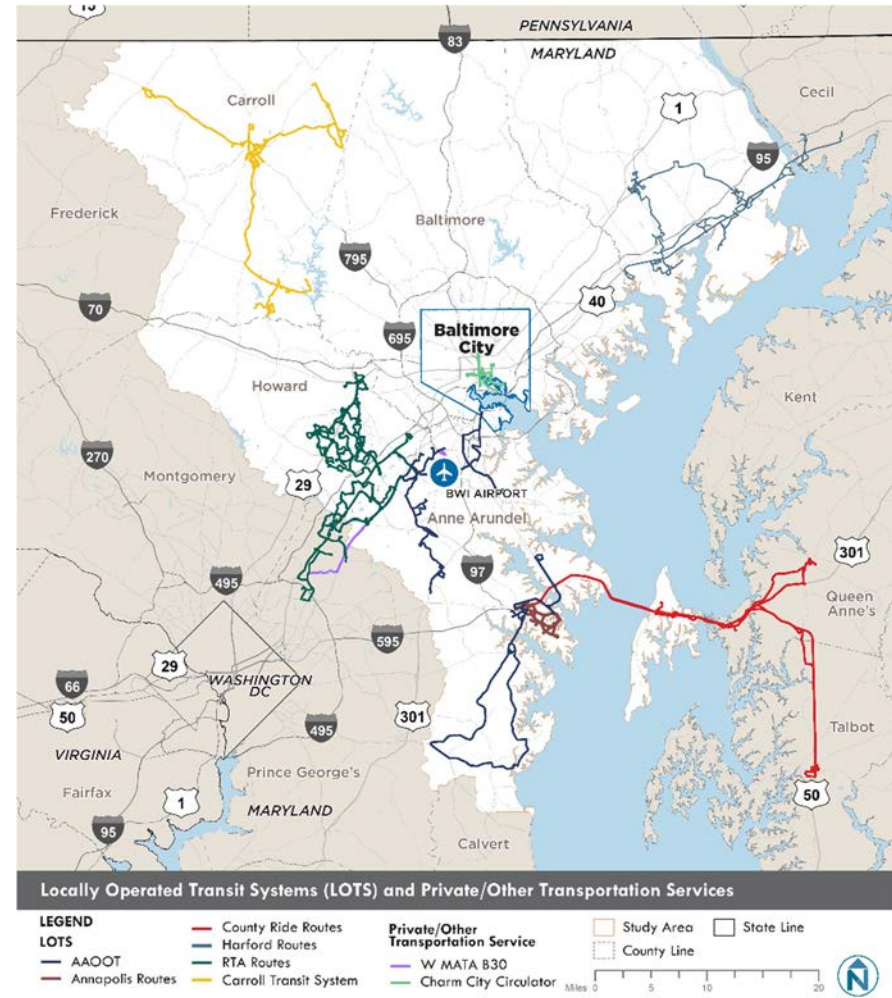 15
PENNSYLVANIA
83
MARYLAND
Carroll
Cecil
1
95
Frederick
Baltimore
795
70
40
695
Baltimore
City
Howard
Kent
270
29
Montgomery
BWI AIRPORT
Anne Arundel
301
97
495
Queen
Anne's
595
29
WASHINGTON
DC
66
50
301
495
Talbot
VIRGINIA
Prince George's
50
Fairfax
1
MARYLAND
95
Calvert
Locally Operated Transit Systems (LOTS) and Private/Other Transportation Services
LEGEND
LOTS
AAOOT
Annapolis Routes
County Ride Routes
Harford Routes
RTA Routes
Carroll Transit System
Private/Other
Transportation Service
W MATA B30
Charm City Circulator
Study Area
State Line
County Line
Miles 0 5 10 20
N